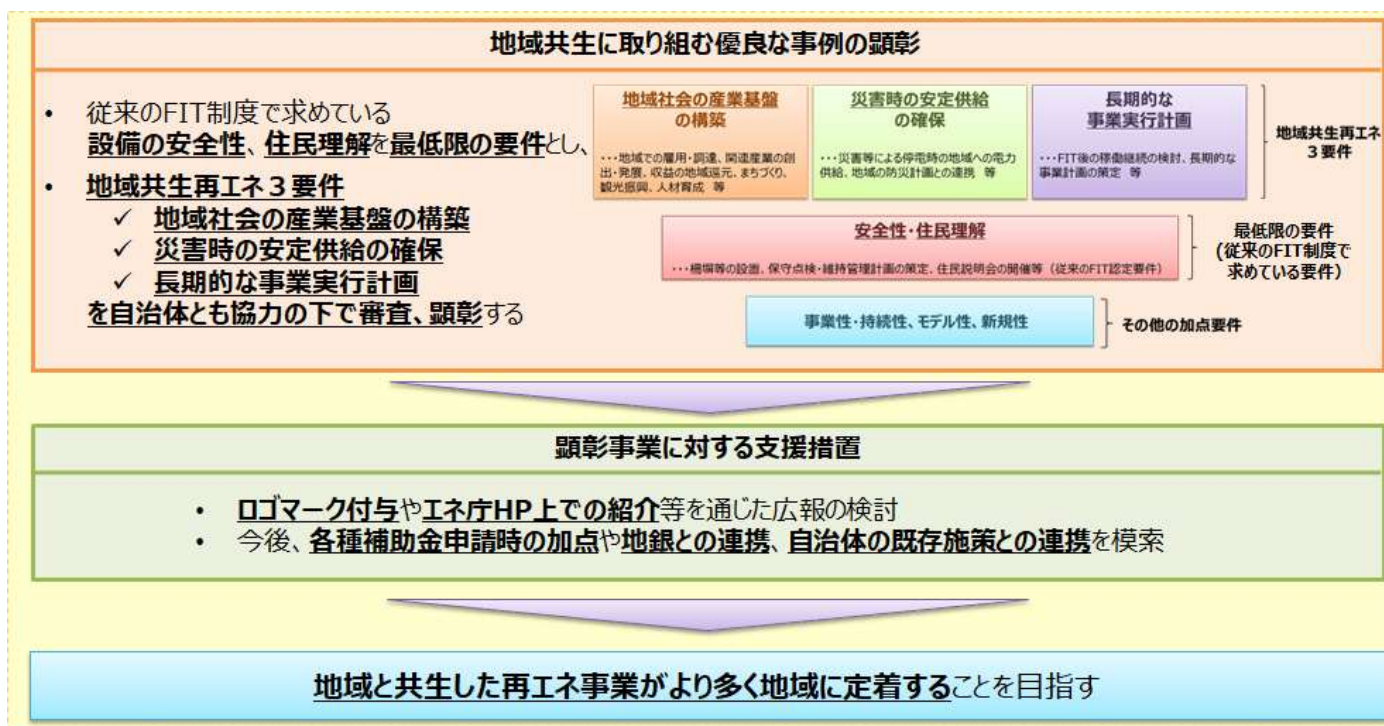 地域共生に取り組む優良な事例の顕彰
• 従来のFIT制度で求めている
設備の安全性、住民理解を最低限の要件とし、
• 地域共生再エネ3要件
✓ 地域社会の産業基盤の構築
✓ 災害時の安定供給の確保
✓ 長期的な事業実行計画
を自治体とも協力の下で審査、顕彰する
地域社会の産業基盤
の構築
・・・地域での雇用・調達、関連産業の創
出・発展、収益の地域還元、まちづくり、
観光振興、人材育成 等
災害時の安定供給
の確保
・・・災害等による停電時の地域への電力
供給、地域の防災計画との連携 等
長期的な
事業実行計画
・・・FIT後の稼働継続の検討、長期的な
事業計画の策定 等
地域共生再エネ
3要件
安全性・住民理解
・・・柵塀等の設置、保守点検・維持管理計画の策定、住民説明会の開催等（従来のFIT認定要件）
最低限の要件
(従来のFIT制度で
求めている要件)
事業性・持続性、モデル性、新規性
その他の加点要件
顕彰事業に対する支援措置
• ロゴマーク付与やエネ庁HP上での紹介等を通じた広報の検討
• 今後、各種補助金申請時の加点や地銀との連携、自治体の既存施策との連携を模索
地域と共生した再エネ事業がより多く地域に定着することを目指す